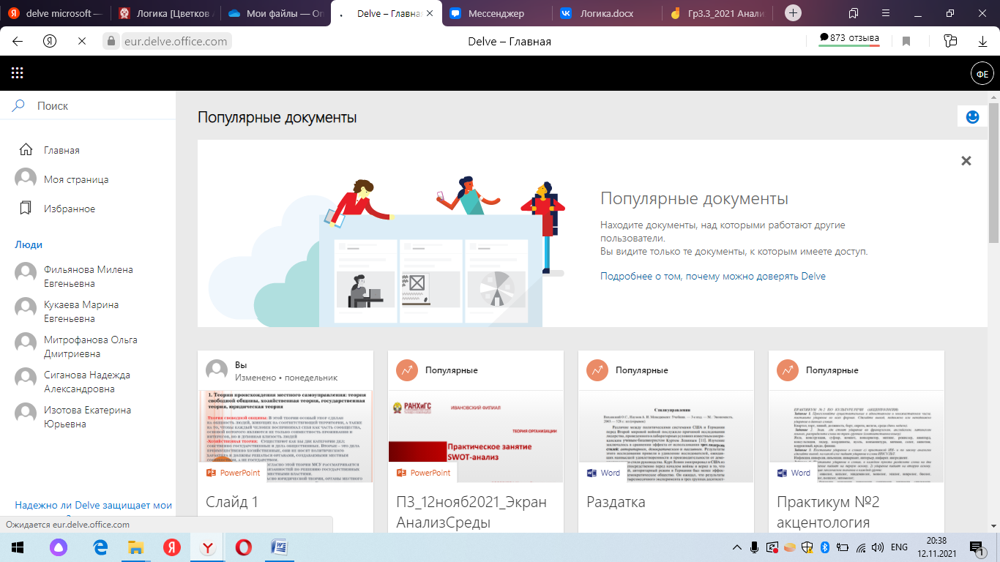 delve microsoft —
Логика [Цветков А
Мои файлы — On
Delve – Главная
Мессенджер
Логика.docx
Гр3.3_2021 Анали
eur.delve.office.com
Delve – Главная
873 отзыва
ФЕ
Поиск
Главная
Моя страница
Избранное
Люди
Фильянова Милена
Евгеньевна
Кукаева Марина
Евгеньевна
Митрофанова Ольга
Дмитриевна
Сиганова Надежда
Александровна
Изотова Екатерина
Юрьевна
Надежно ли Delve защищает мои
Ожидается eur.delve.office.com
Популярные документы
Популярные документы
Находите документы, над которыми работают другие
пользователи.
Вы видите только те документы, к которым имеете доступ.
Подробнее о том, почему можно доверять Delve
Вы
Изменено • понедельник
1. Теории происхождения местного самоуправления: теория
свободной общины, хозяйственная теория, государственная
теория, юридическая теория
PowerPoint
Слайд 1
Популярные
РАНХиГС
ИВАНОВСКИЙ ФИЛИАЛ
ТЕОРИЯ ОРГАНИЗАЦИИ
Практическое занятие
SWOT-анализ
PowerPoint
ПЗ_12нояб2021_Экран
АнализСреды
Популярные
Стили управления
Word
Раздатка
Популярные
Word
Практикум №2
акцентология
ENG
20:38
12.11.2021
1